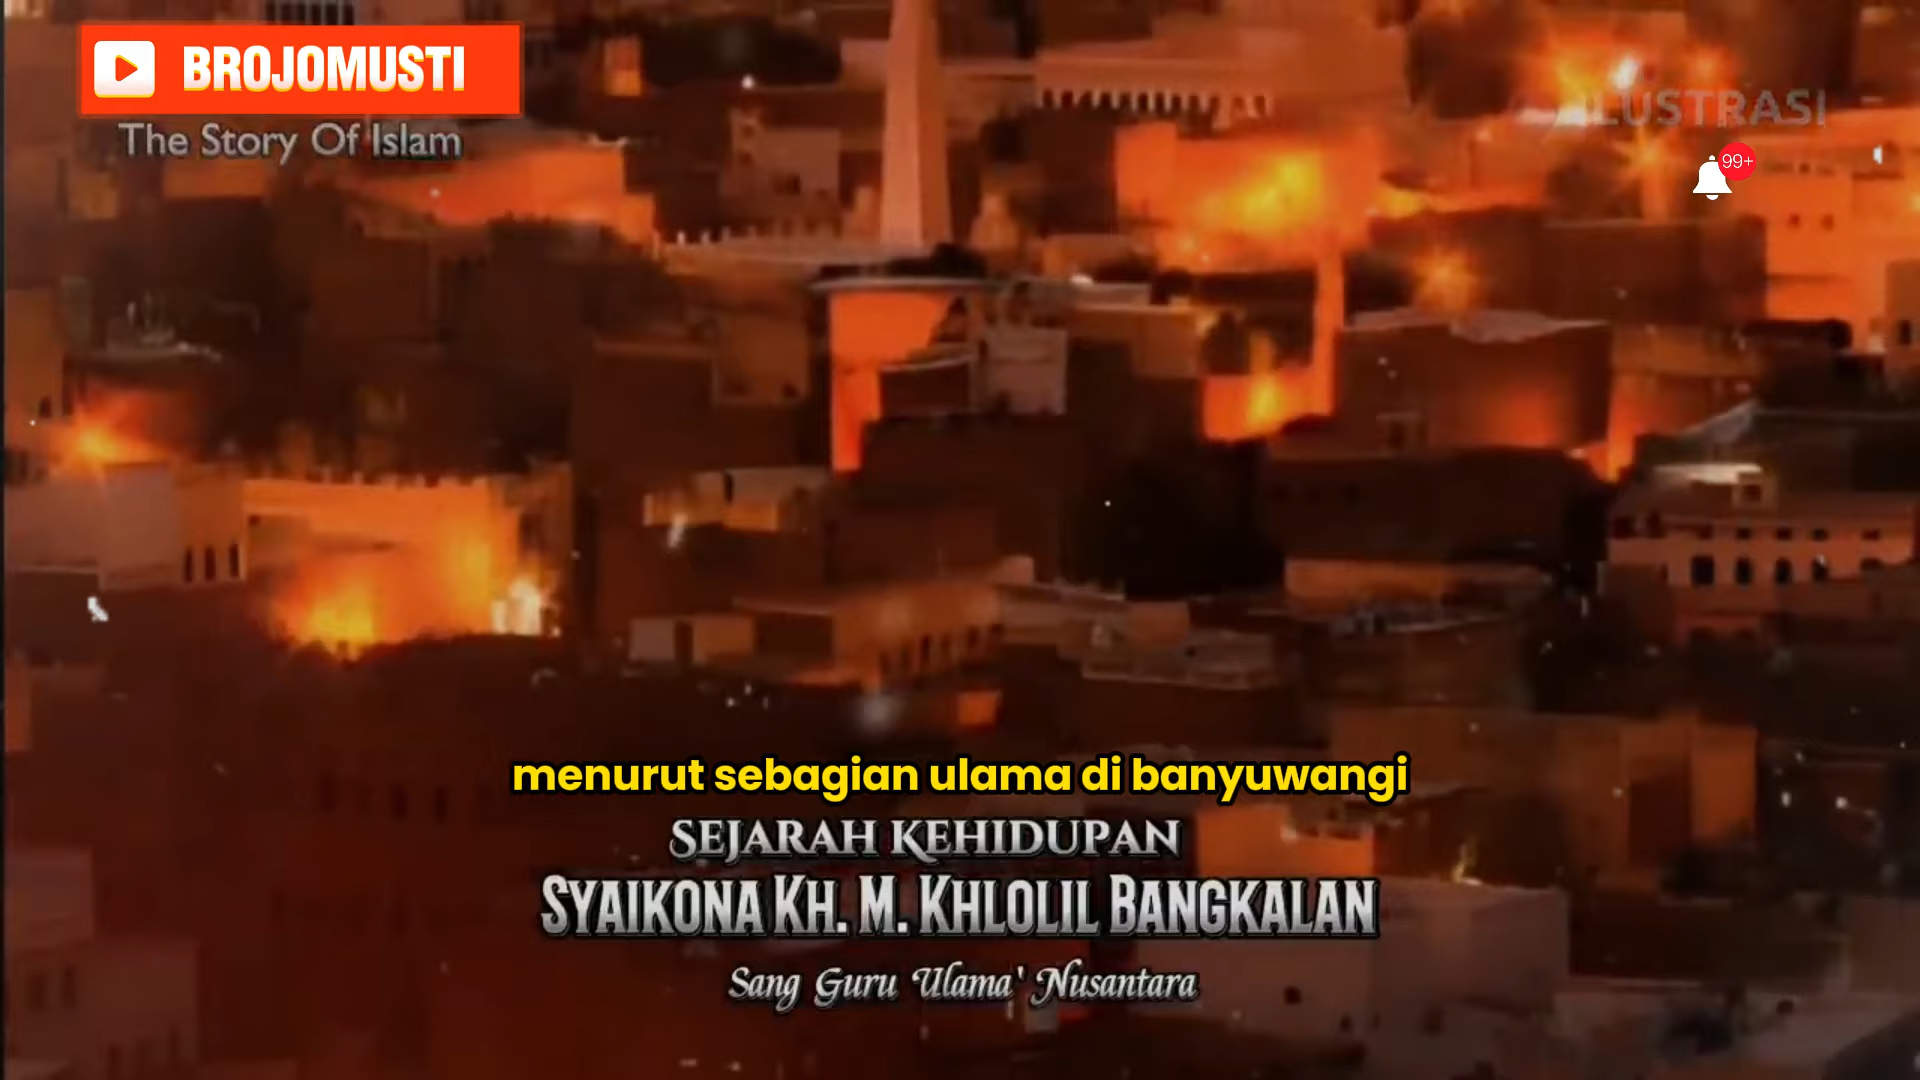 BROJOMUSTI
The Story Of Islam
ILUSTRASI
99+
menurut sebagian ulama di banyuwangi
SEJARAH KEHIDUPAN
SYAIKONA KH. M. KHLOLIL BANGKALAN
Sang Guru Ulama' Nusantara